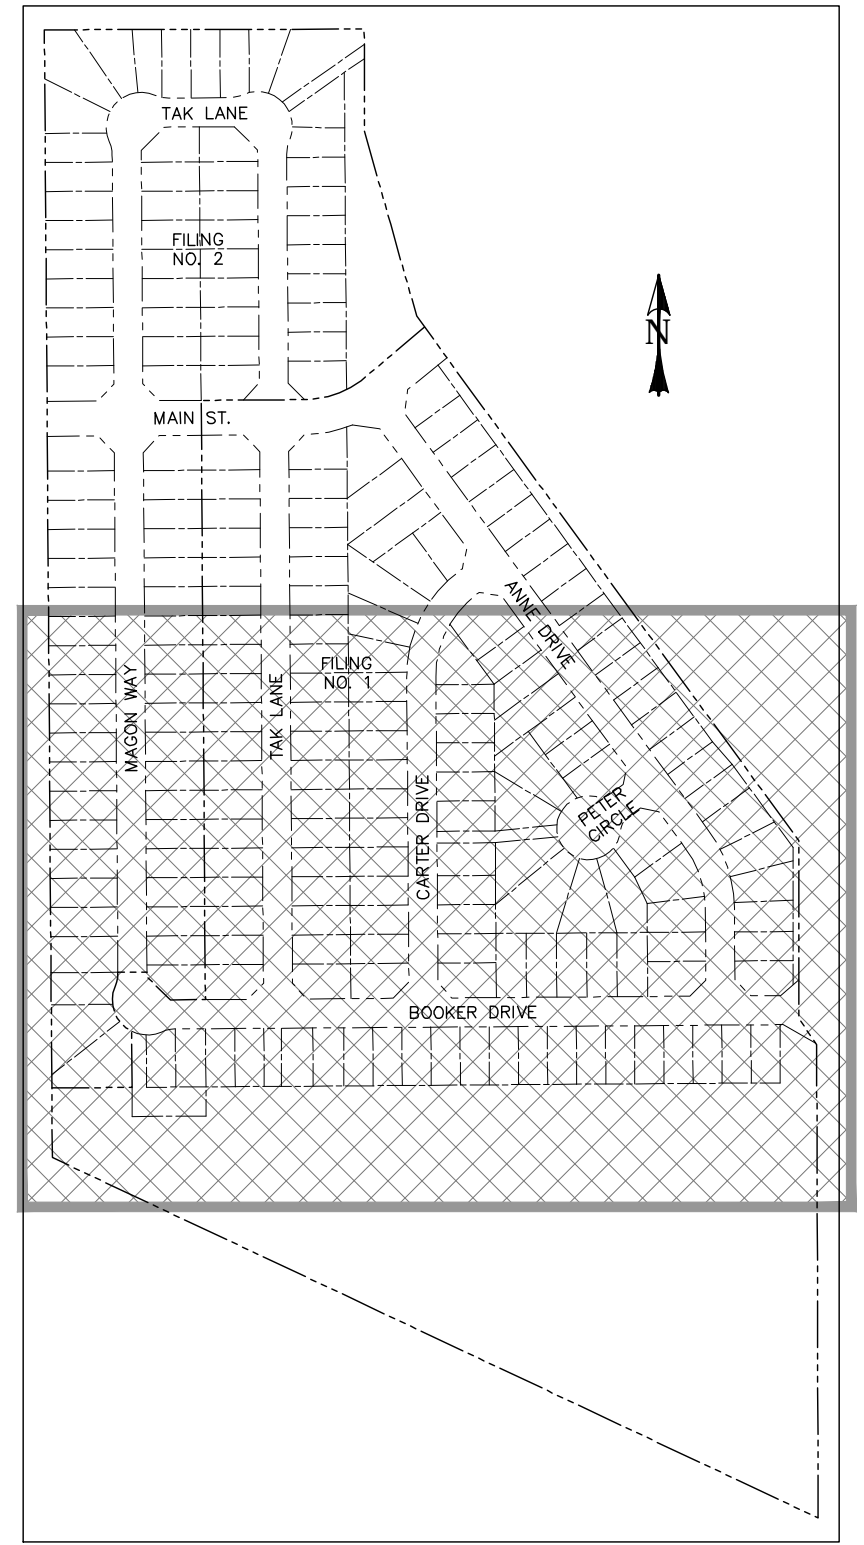 TAK LANE
FILING
NO. 2
N
MAIN ST.
ANNE DRIVE
FILING
NO. 1
MAGON WAY
TAK LANE
CARTER DRIVE
PETER
CIRCLE
BOOKER DRIVE